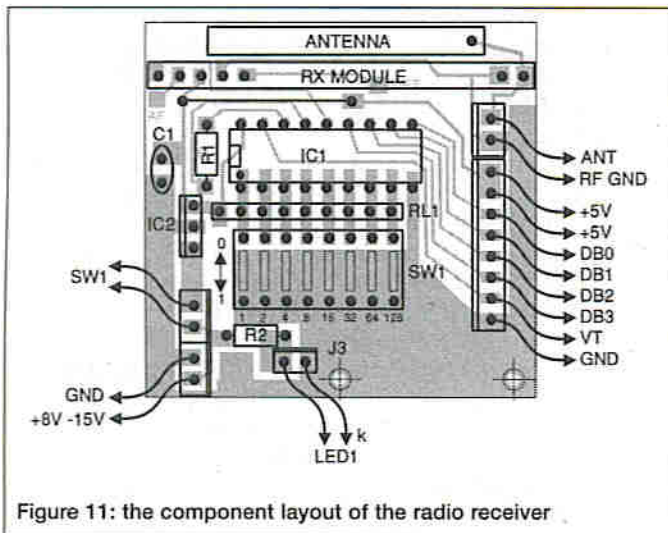 ANTENNA
RX MODULE
C1
R1
IC1
ANT
RF GND
+5V
+5V
DB0
DB1
DB2
DB3
VT
GND
IC2
RL1
0
1
SW1
SW1
1 2 4 8 16 32 64 128
R2
J3
GND
+8V -15V
k
LED1
Figure 11: the component layout of the radio receiver